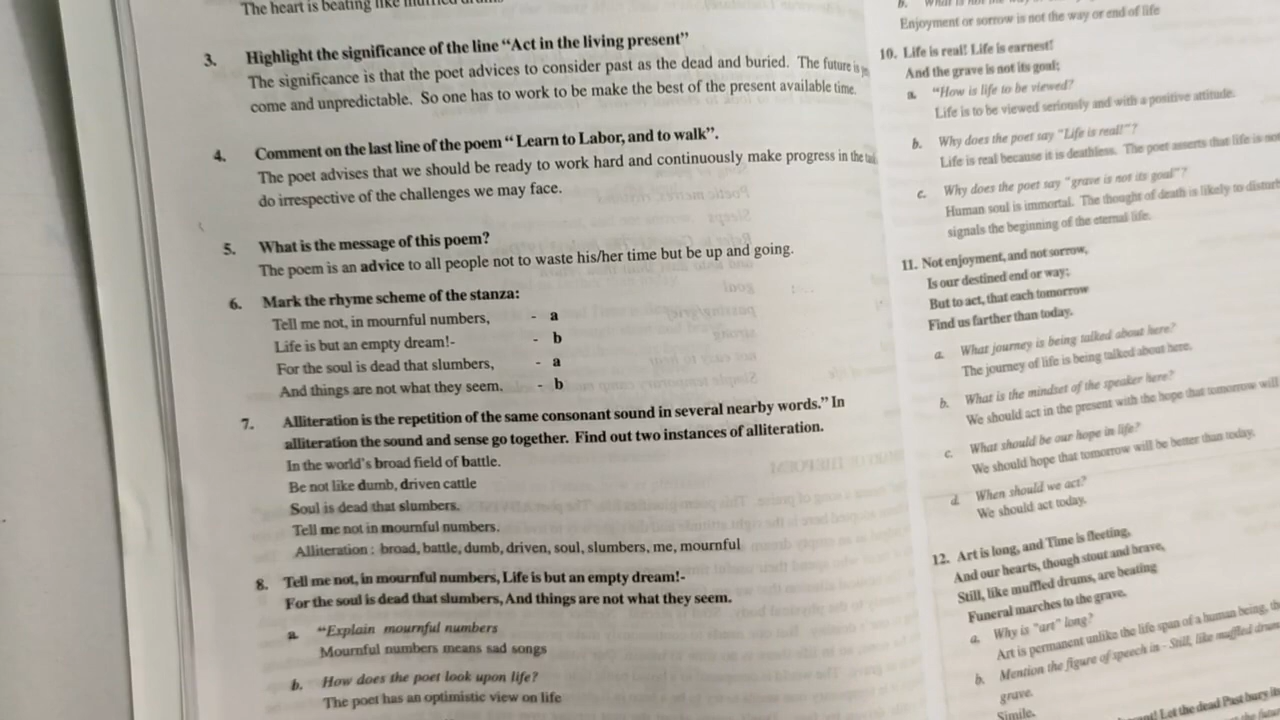 The heart is beating like muffled drums
3. Highlight the significance of the line “Act in the living present”
The significance is that the poet advices to consider past as the dead and buried. The future is
come and unpredictable. So one has to work to be make the best of the present available time.
4. Comment on the last line of the poem “ Learn to Labor, and to walk”.
The poet advises that we should be ready to work hard and continuously make progress in the
do irrespective of the challenges we may face.
5. What is the message of this poem?
The poem is an advice to all people not to waste his/her time but be up and going.
6. Mark the rhyme scheme of the stanza:
Tell me not, in mournful numbers, - a
Life is but an empty dream!- - b
For the soul is dead that slumbers, - a
And things are not what they seem. - b
7. Alliteration is the repetition of the same consonant sound in several nearby words.” In
alliteration the sound and sense go together. Find out two instances of alliteration.
In the world's broad field of battle.
Be not like dumb, driven cattle
Soul is dead that slumbers.
Tell me not in mournful numbers.
Alliteration : broad, battle, dumb, driven, soul, slumbers, me, mournful
8. Tell me not, in mournful numbers, Life is but an empty dream!-
For the soul is dead that slumbers, And things are not what they seem.
a. “Explain mournful numbers
Mournful numbers means sad songs
b. How does the poet look upon life?
The poet has an optimistic view on life
b.
Enjoyment or sorrow is not the way or end of life
10. Life is real! Life is earnest!
And the grave is not its goal;
a. “How is life to be viewed?
Life is to be viewed seriously and with a positive attitude.
b. Why does the poet say “Life is real!”?
Life is real because it is deathless. The poet asserts that life is
c. Why does the poet say “grave is not its goal”?
Human soul is immortal. The thought of death is likely to
signals the beginning of the eternal life.
11. Not enjoyment, and not sorrow,
Is our destined end or way;
But to act, that each tomorrow
Find us farther than today.
a. What journey is being talked about here?
The journey of life is being talked about here.
b. What is the mindset of the speaker here?
We should act in the present with the hope that tomorrow will
c. What should be our hope in life?
We should hope that tomorrow will be better than today.
d. When should we act?
We should act today.
12. Art is long, and Time is fleeting,
And our hearts, though stout and brave,
Still, like muffled drums, are beating
Funeral marches to the grave.
a. Why is “art” long?
Art is permanent unlike the life span of a human being,
b. Mention the figure of speech in - Still, like muffled
grave.
Simile.
Let the dead Past bury